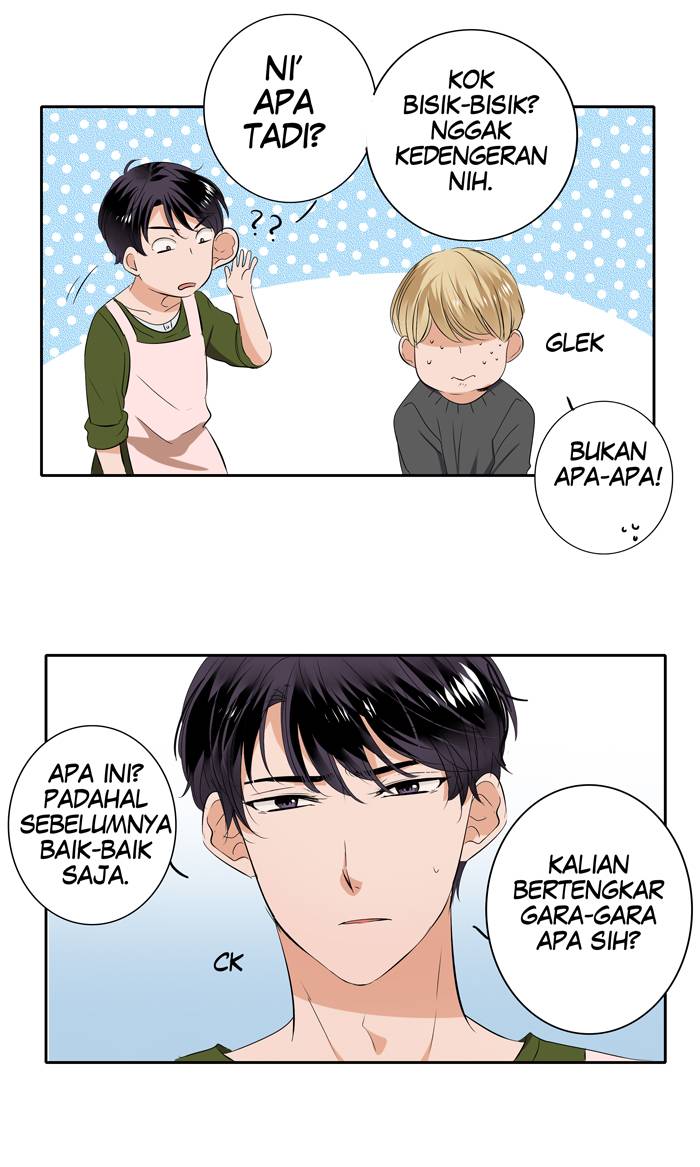 NI'
APA
TADI?
KOK
BISIK-BISIK?
NGGAK
KEDENGERAN
NIH.
??
GLEK
BUKAN
APA-APA!
APA INI?
PADAHAL
SEBELUMNYA
BAIK-BAIK
SAJA.
KALIAN
BERTENGKAR
GARA-GARA
APA SIH?
CK